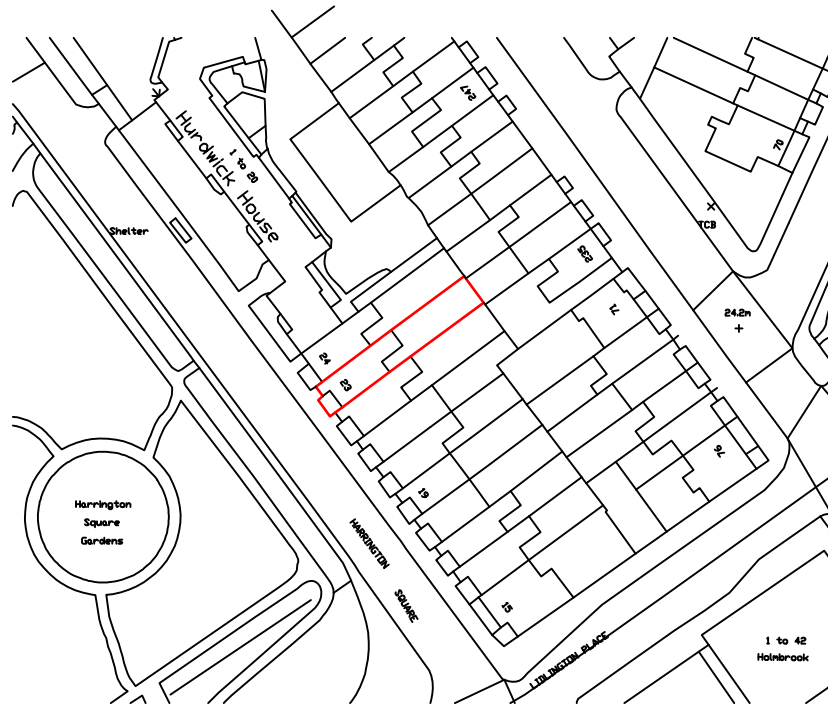 247
70
Hurdwick House
1 to 20
TCB
Shelter
235
71
24.2m
24
23
76
19
Harrington
Square
Gardens
HARRINGTON
SQUARE
15
LIDLINGTON PLACE
1 to 42
Holmbrook